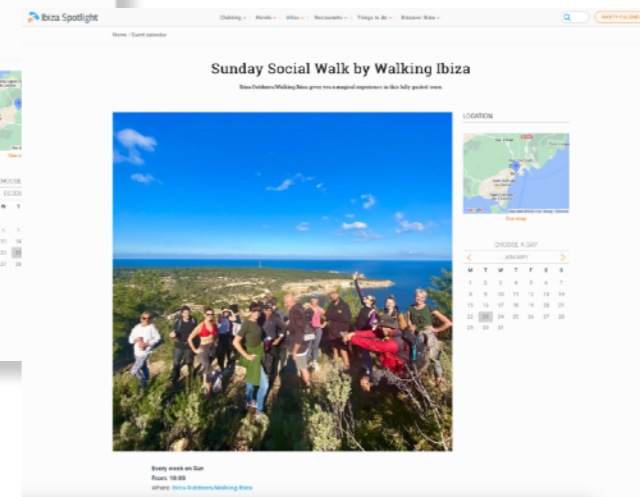 Ibiza Spotlight
Clubbing Hotels Villas Restaurants Things to do Discover Ibiza
PARTY CALENDAR
Home / Event calendar
Sunday Social Walk by Walking Ibiza
Ibiza Outdoors/Walking Ibiza gives you a magical experience in this fully guided tours
LOCATION
See map
CHOOSE A DAY
JANUARY
M T W T F S S
1 2 3 4 5 6 7
8 9 10 11 12 13 14
15 16 17 18 19 20 21
22 23 24 25 26 27 28
29 30 31
Every week on Sun
From: 10:00
Where: Ibiza Outdoors/Walking Ibiza